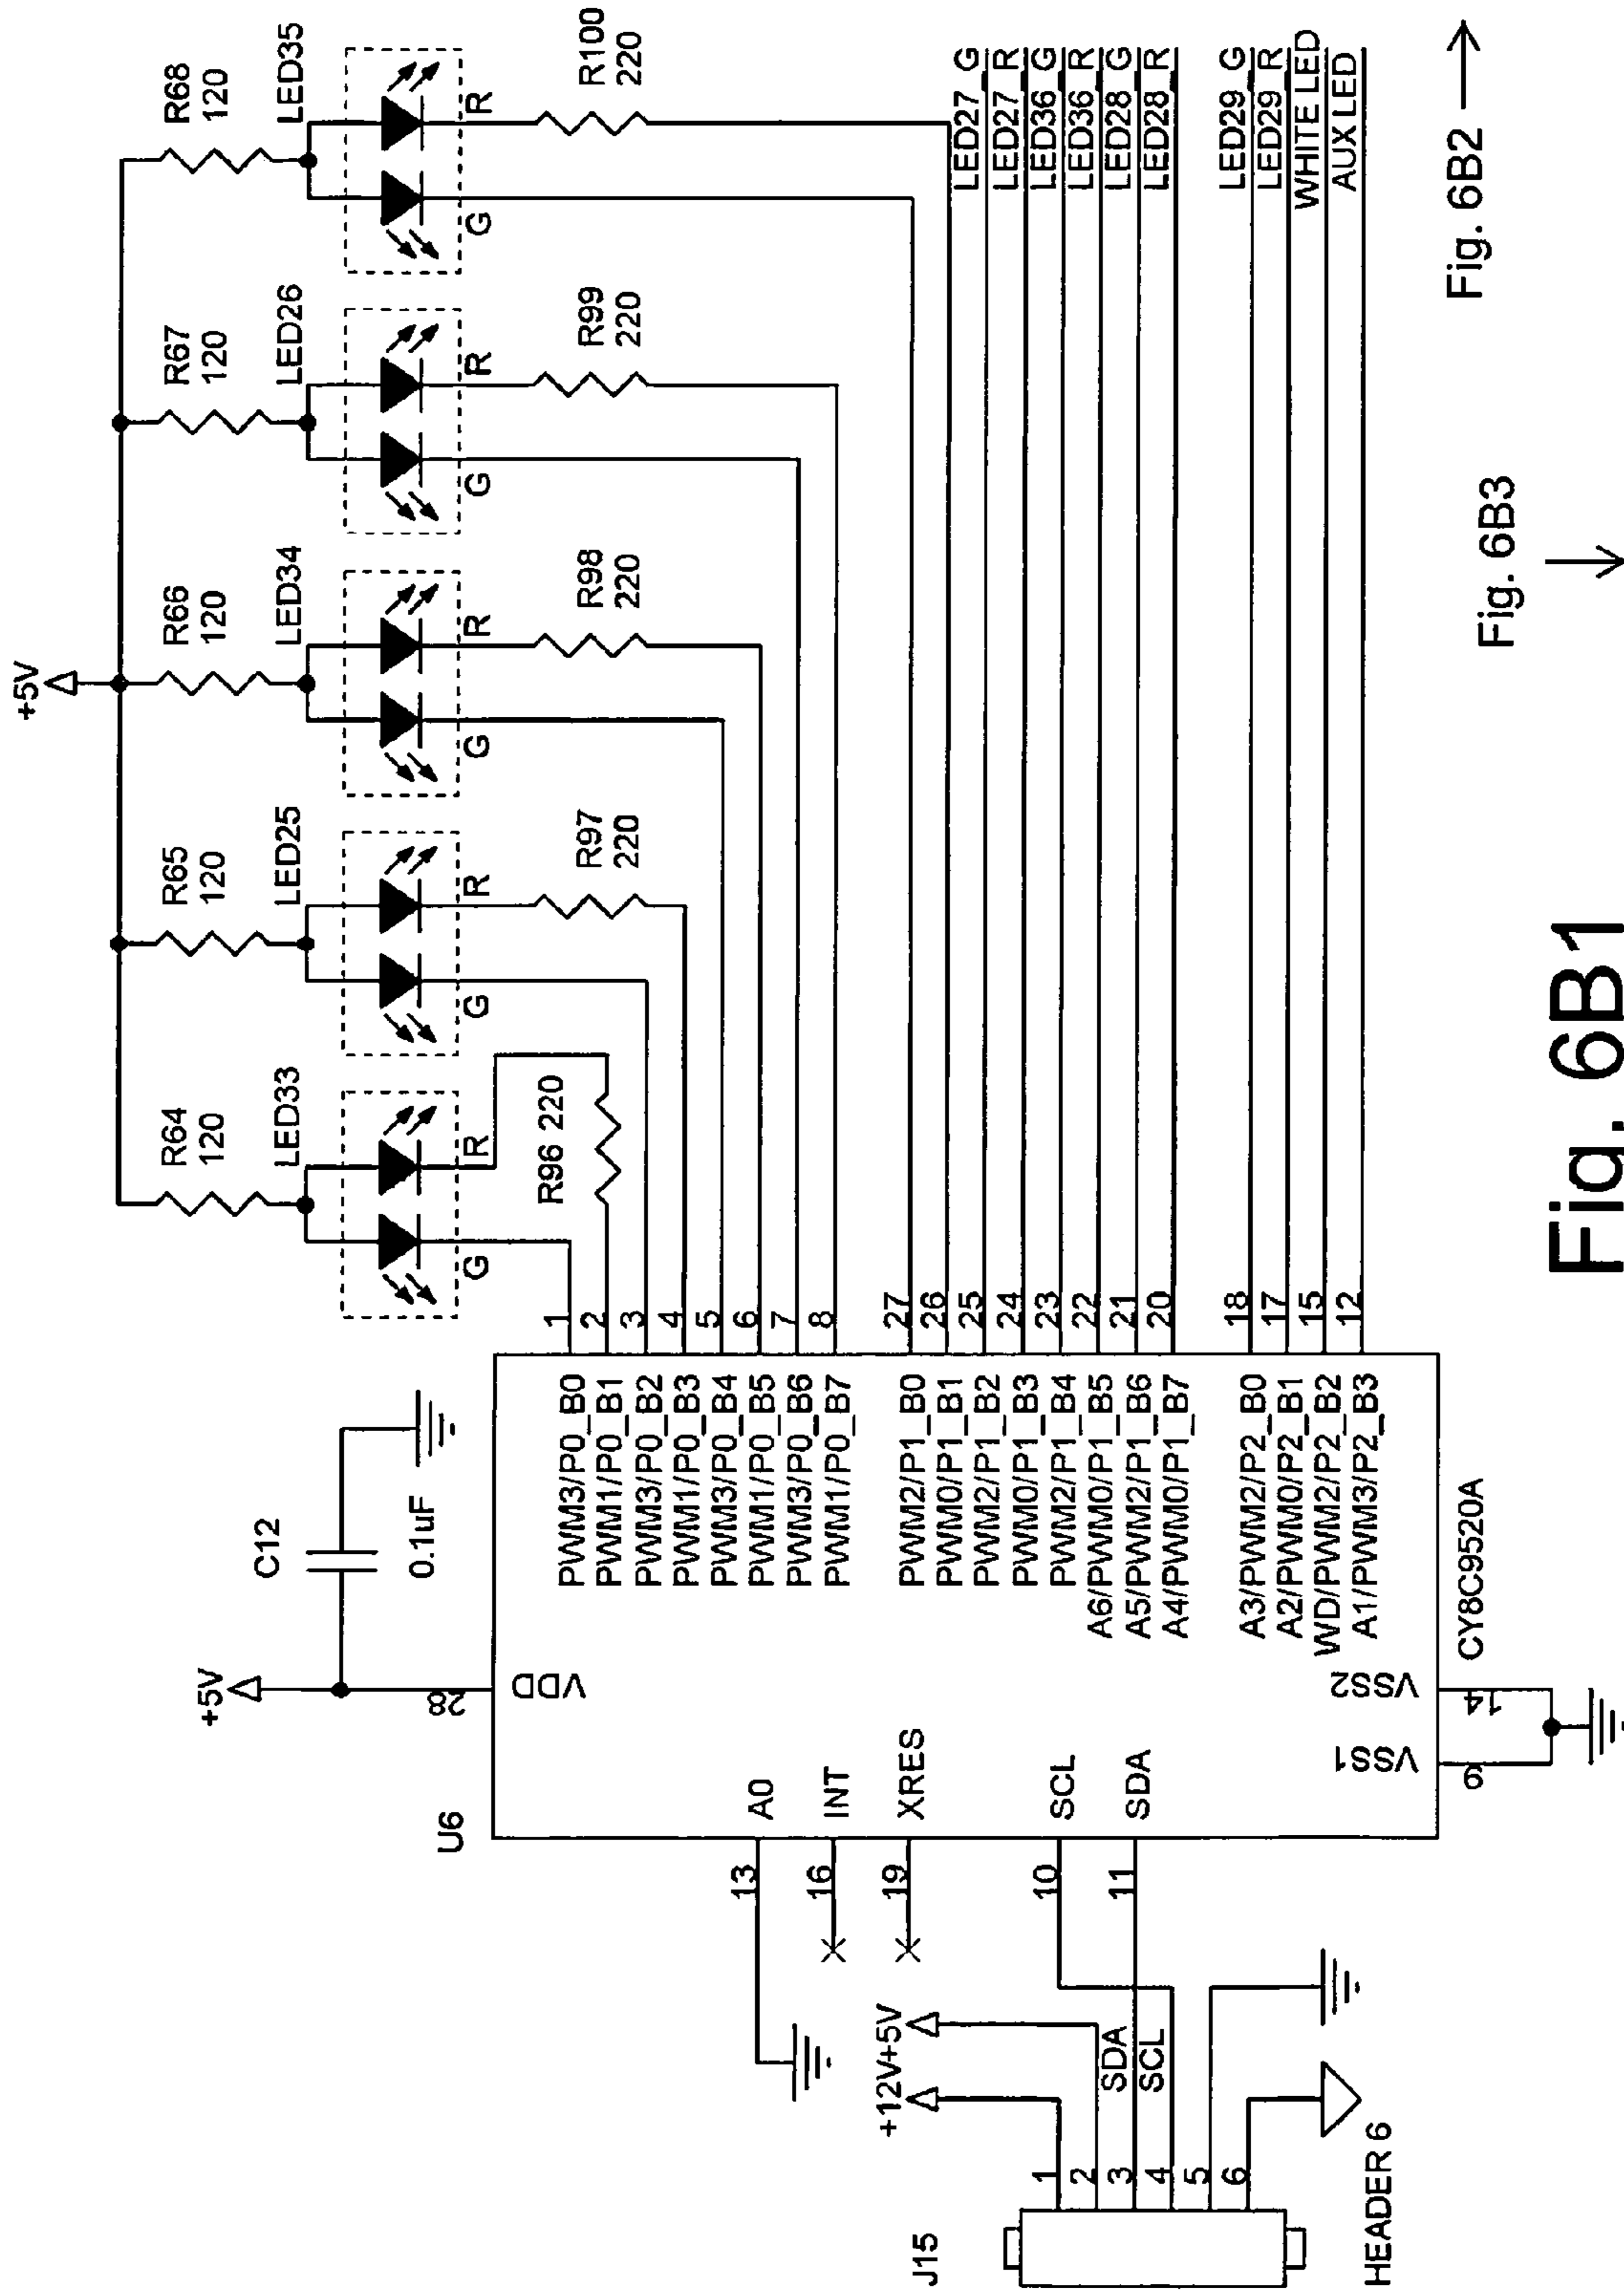 +5V
R64
120
R65
120
R66
120
R67
120
R68
120
LED33
LED25
LED34
LED26
LED35
G
R
G
R
G
R
G
R
G
R
R96 220
R97
220
R98
220
R99
220
R100
220
+5V
C12
0.1uF
28
VDD
U6
13
A0
16
INT
19
XRES
10
SCL
11
SDA
PWM3/P0_B0
1
PWM1/P0_B1
2
PWM3/P0_B2
3
PWM1/P0_B3
4
PWM3/P0_B4
5
PWM1/P0_B5
6
PWM3/P0_B6
7
PWM1/P0_B7
8
PWM2/P1_B0
27
PWM0/P1_B1
26
PWM2/P1_B2
25
LED27_G
PWM0/P1_B3
24
LED27_R
PWM2/P1_B4
23
LED36_G
A6/PWM0/P1_B5
22
LED36_R
A5/PWM2/P1_B6
21
LED28_G
A4/PWM0/P1_B7
20
LED28_R
A3/PWM2/P2_B0
18
LED29_G
A2/PWM0/P2_B1
17
LED29_R
WD/PWM2/P2_B2
15
WHITE LED
A1/PWM3/P2_B3
12
AUX LED
VSS1
9
VSS2
14
CY8C9520A
+12V
+5V
SDA
SCL
J15
1
2
3
4
5
6
HEADER 6
Fig. 6B2
Fig. 6B3
Fig. 6B1